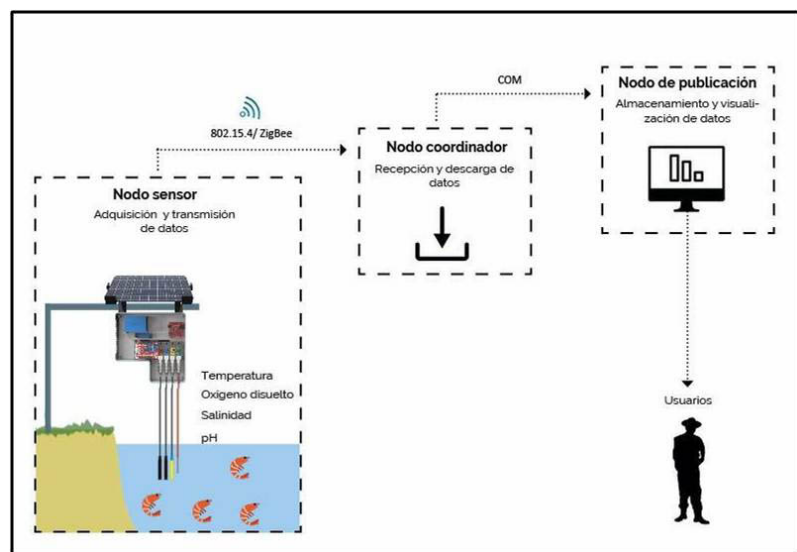 Nodo sensor
Adquisición y transmisión
de datos
Temperatura
Oxigeno disuelto
Salinidad
pH
802.15.4/ ZigBee
Nodo coordinador
Recepción y descarga de
datos
COM
Nodo de publicación
Almacenamiento y visuali-
zación de datos
Usuarios